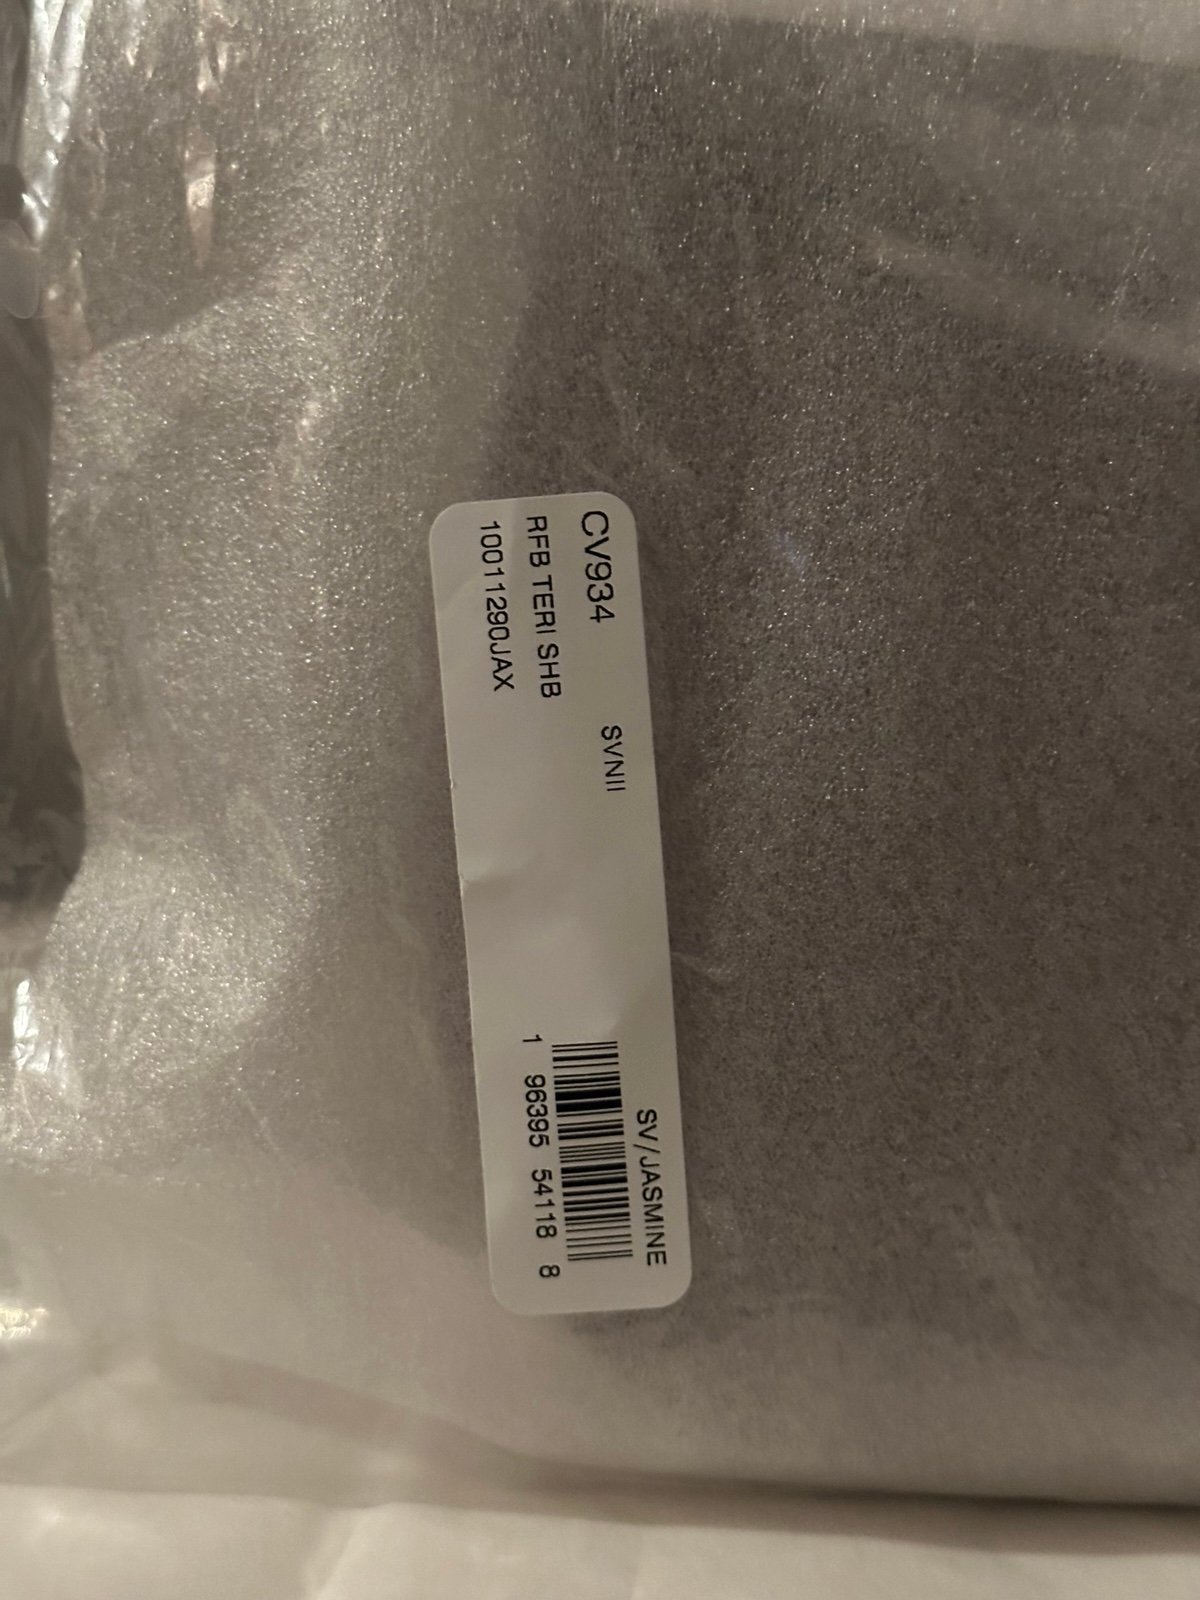 CV934 SVNII SV/JASMINE
RFB TERI SHB
10011290JAX
1 96395 54118 8